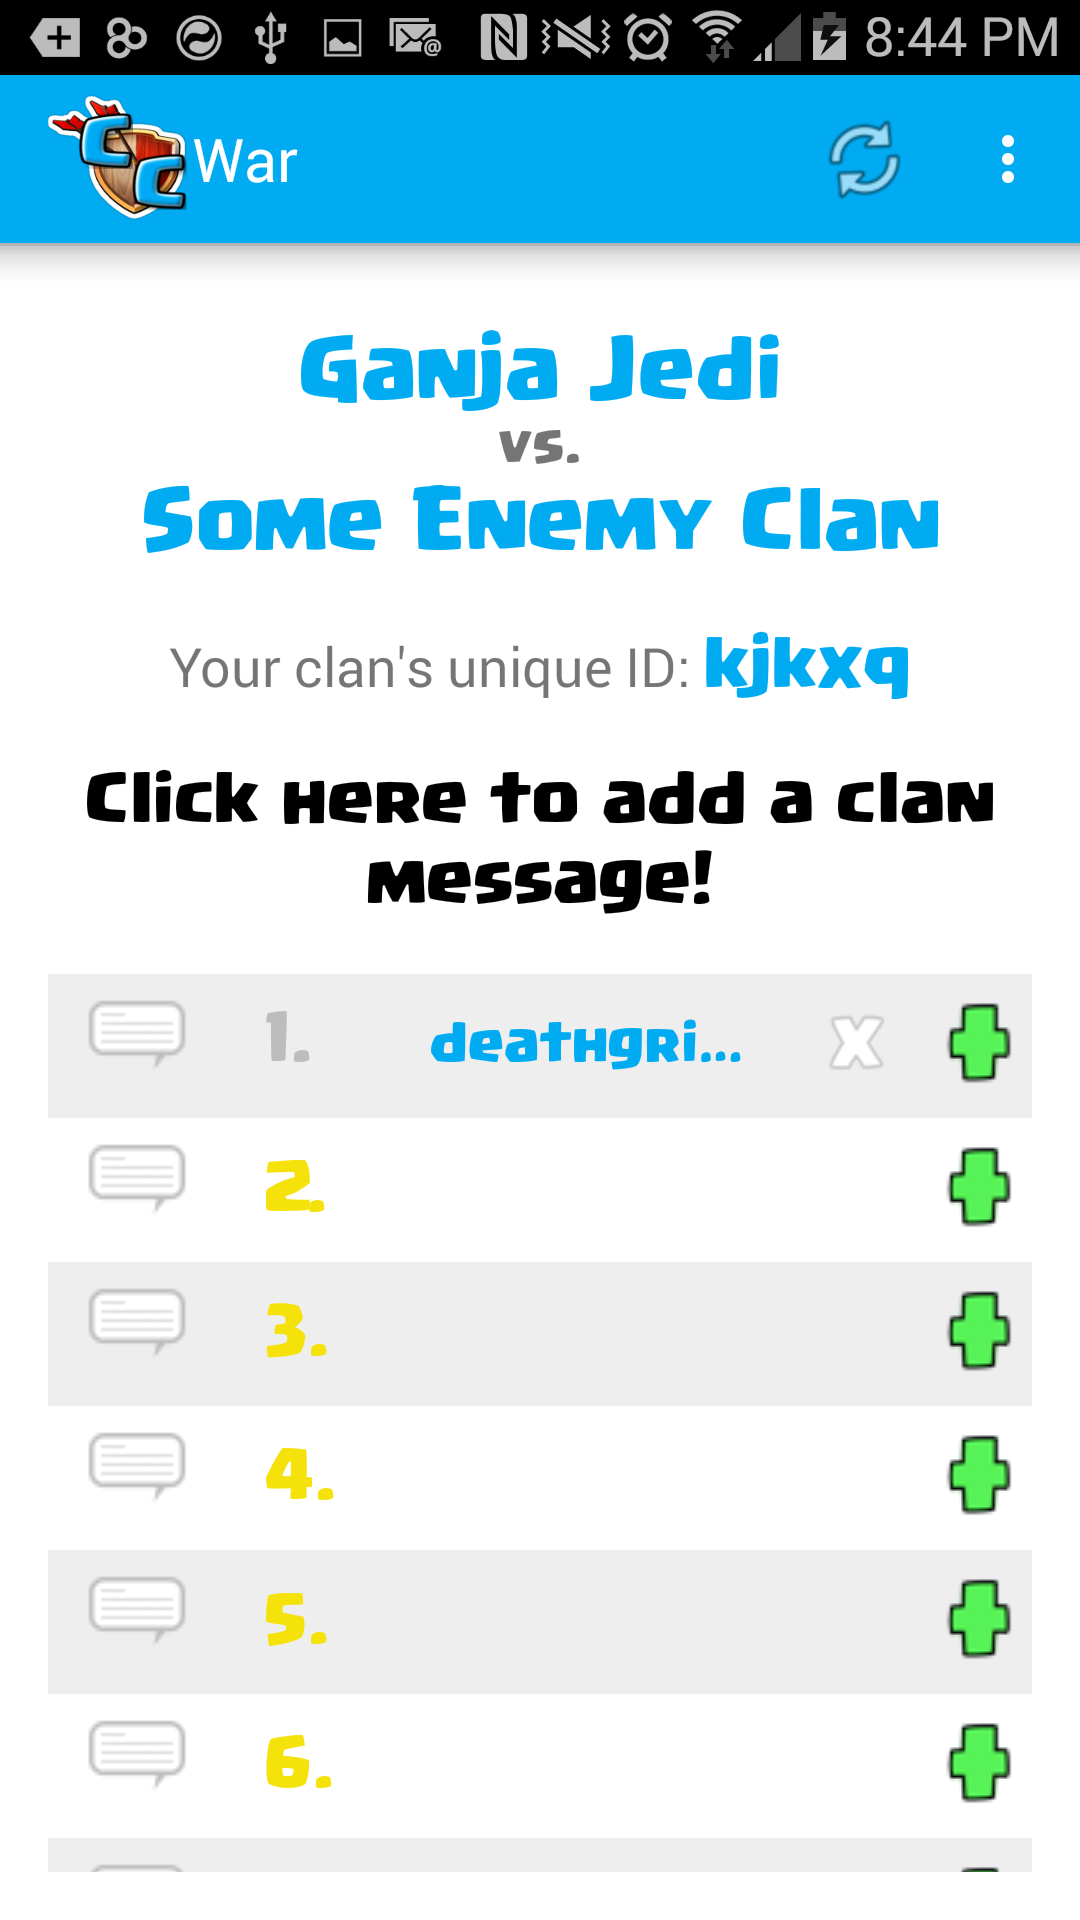 8:44 PM
CC War
Ganja Jedi
vs.
Some Enemy Clan
Your clan's unique ID: kjkxq
Click here to add a clan
message!
1. deathgri... X
2.
3.
4.
5.
6.